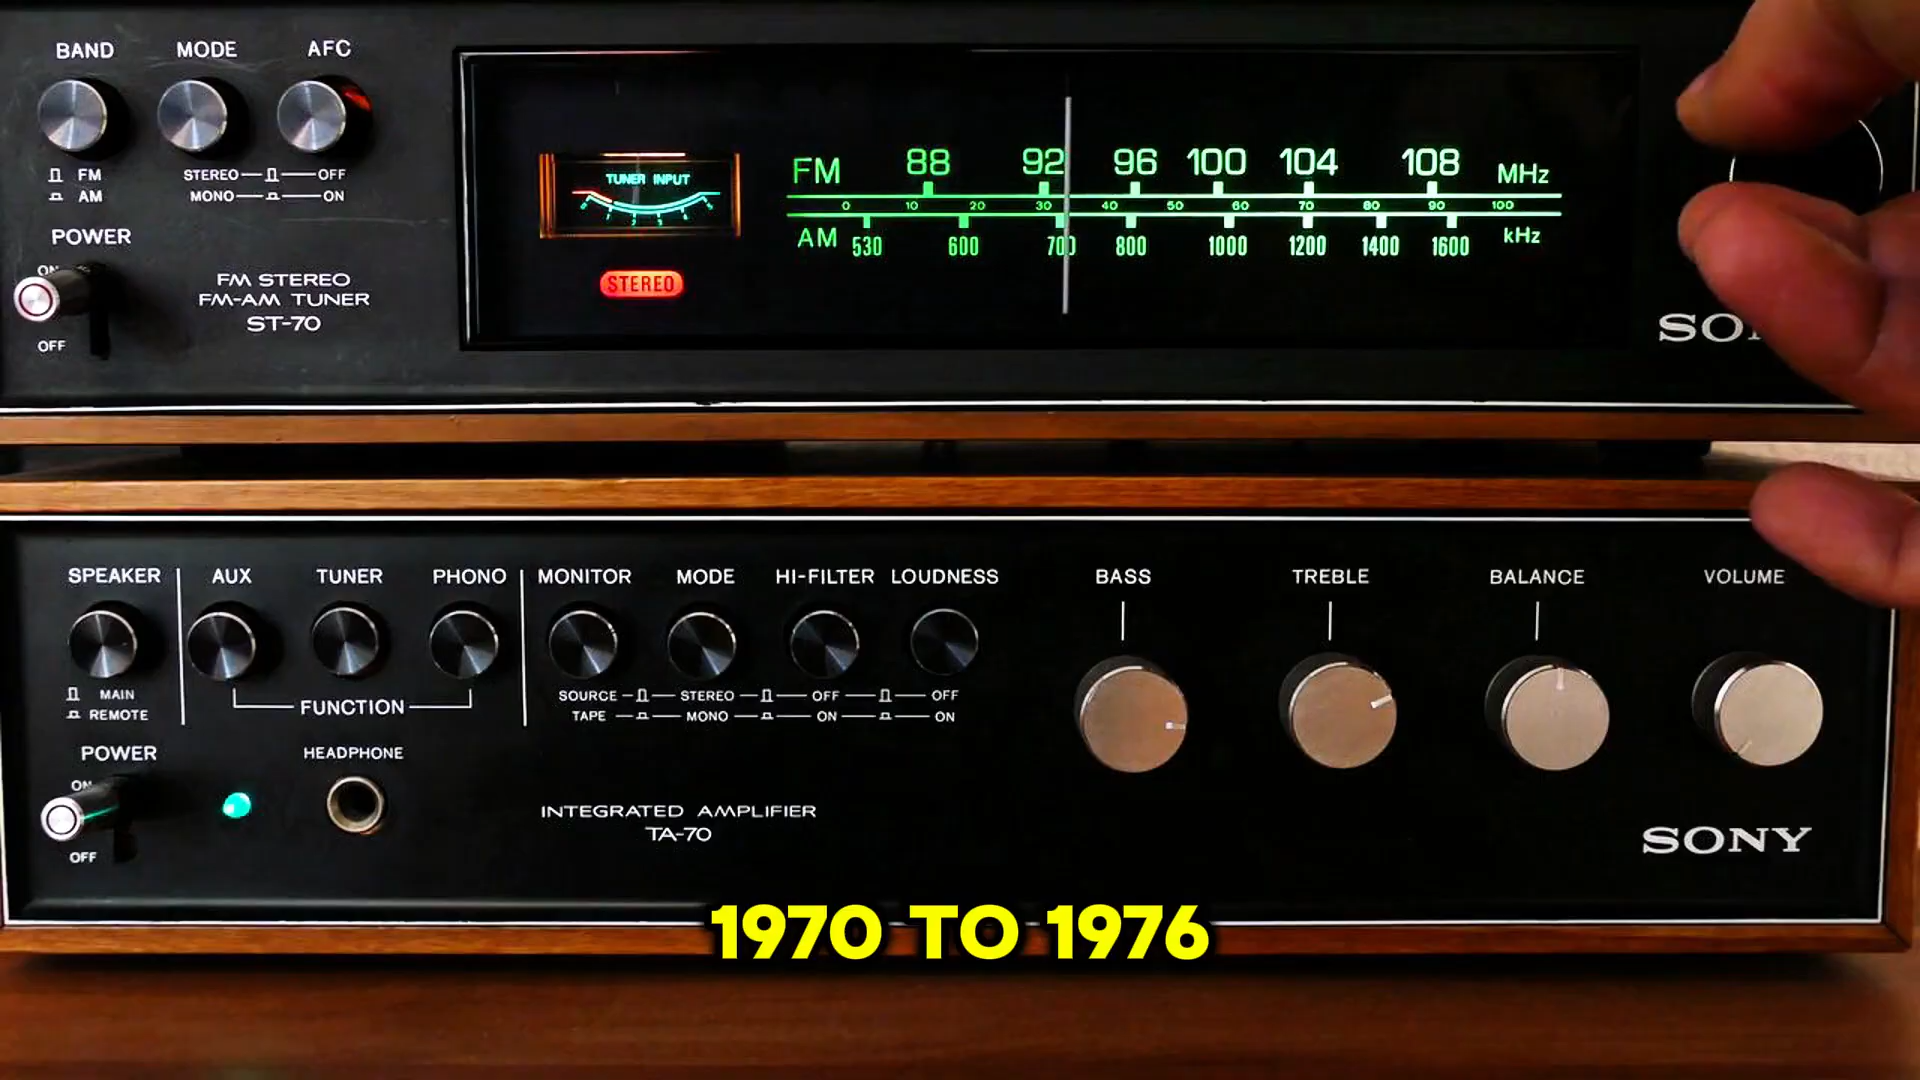 BAND MODE AFC
FM STEREO OFF
AM MONO ON
POWER
ON
OFF
FM STEREO
FM-AM TUNER
ST-70
TUNER INPUT
STEREO
FM 88 92 96 100 104 108 MHz
0 10 20 30 40 50 60 70 80 90 100
AM 530 600 700 800 1000 1200 1400 1600 kHz
SPEAKER AUX TUNER PHONO MONITOR MODE HI-FILTER LOUDNESS BASS TREBLE BALANCE VOLUME
MAIN
REMOTE
FUNCTION
SOURCE STEREO OFF OFF
TAPE MONO ON ON
POWER
ON
OFF
HEADPHONE
INTEGRATED AMPLIFIER
TA-70
SONY
1970 TO 1976